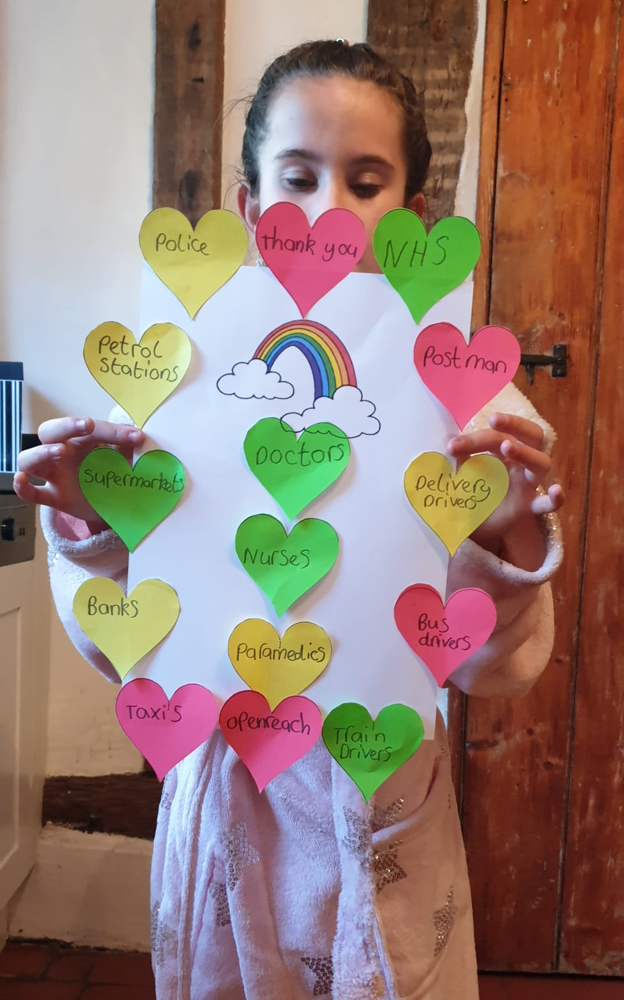 Police
thank you
NHS
Petrol
Stations
Postman
Doctors
Supermarkets
Delivery
Drivers
Nurses
Banks
Bus
drivers
Paramedics
Taxi's
openreach
Train
Drivers